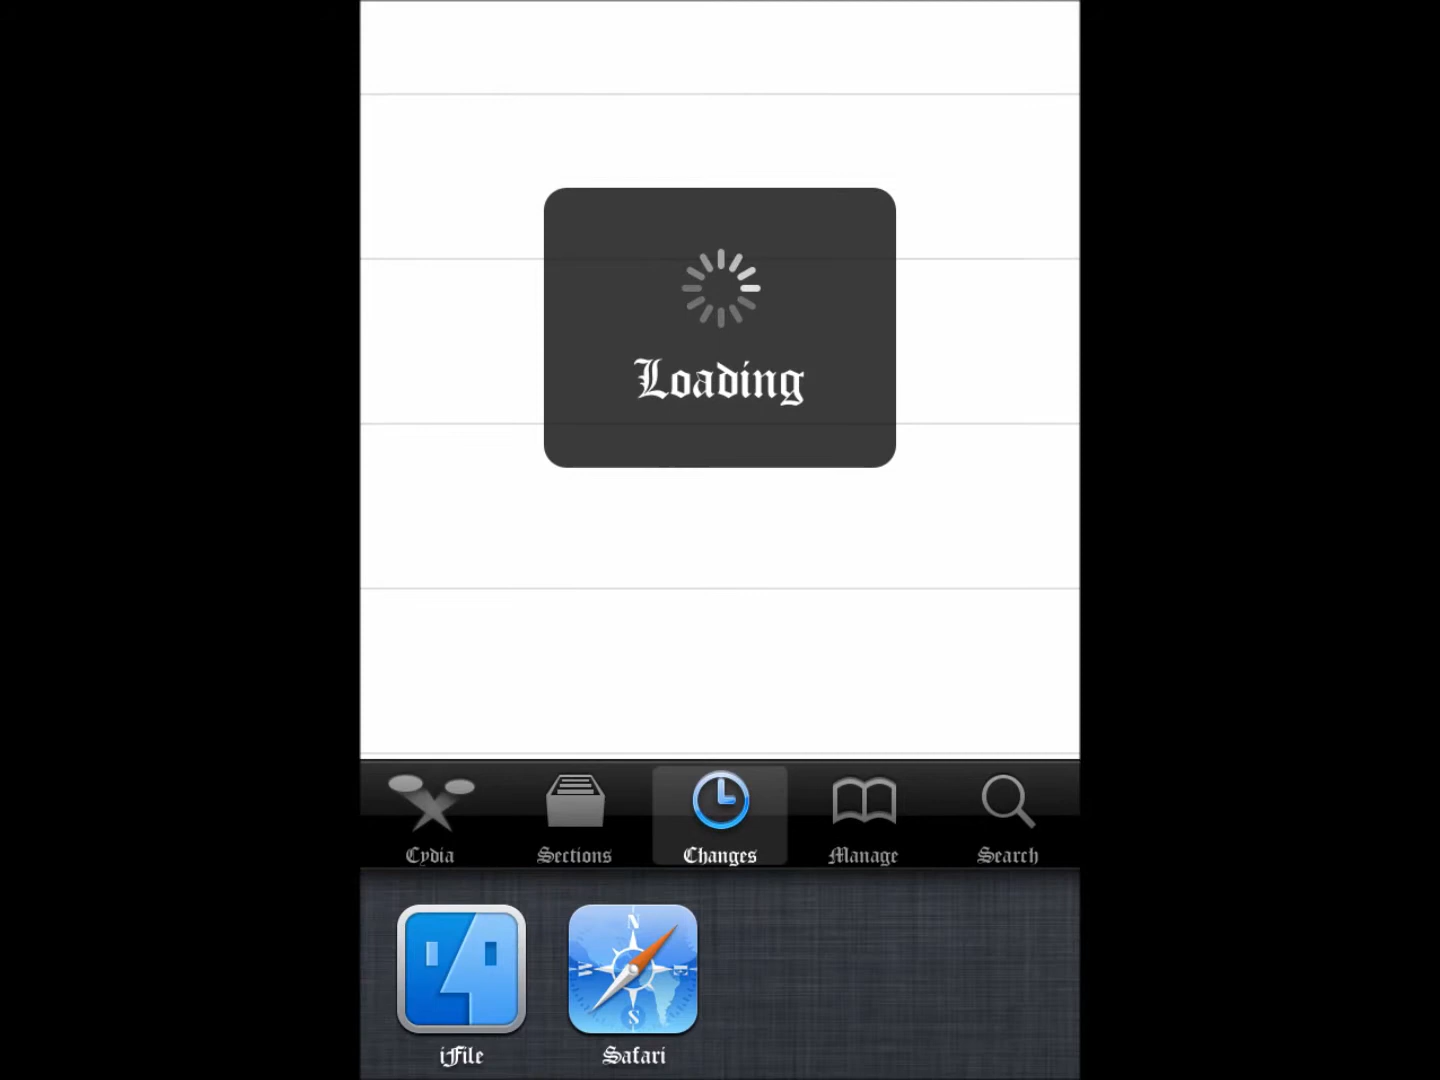 Loading
Cydia
Sections
Changes
Manage
Search
N
S
iFile
Safari